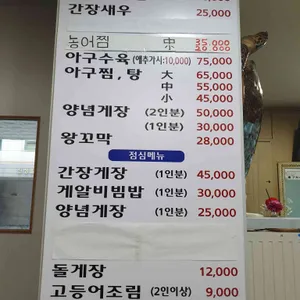 간장새우 25,000
농어찜 中 35,000
小
아구수육 (예추가시:10,000) 75,000
아구찜,탕 大 65,000
中 55,000
小 45,000
양념게장 (2인분) 50,000
(1인분) 30,000
왕꼬막 28,000
점심메뉴
간장게장 (1인분) 45,000
게알비빔밥 (1인분) 30,000
양념게장 (1인분) 25,000
돌게장 12,000
고등어조림 (2인이상) 9,000